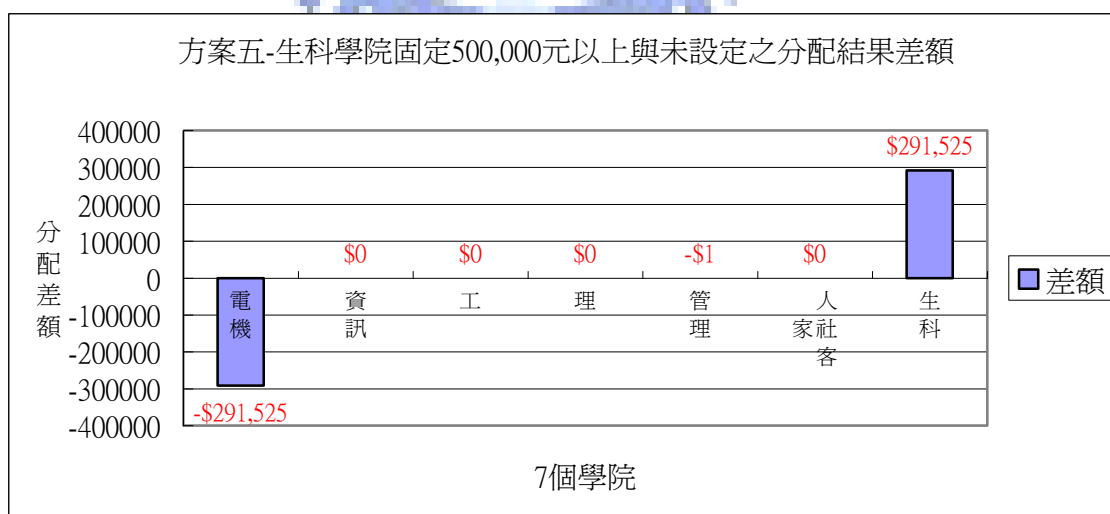 方案五-生科學院固定500,000元以上與未設定之分配結果差額
400000
300000
200000
100000
0
-100000
-200000
-300000
-400000
分配差額
-$291,525
$0
$0
$0
-$1
$0
$291,525
電機
資訊
工
理
管理
人
家社
客
生科
7個學院
差額